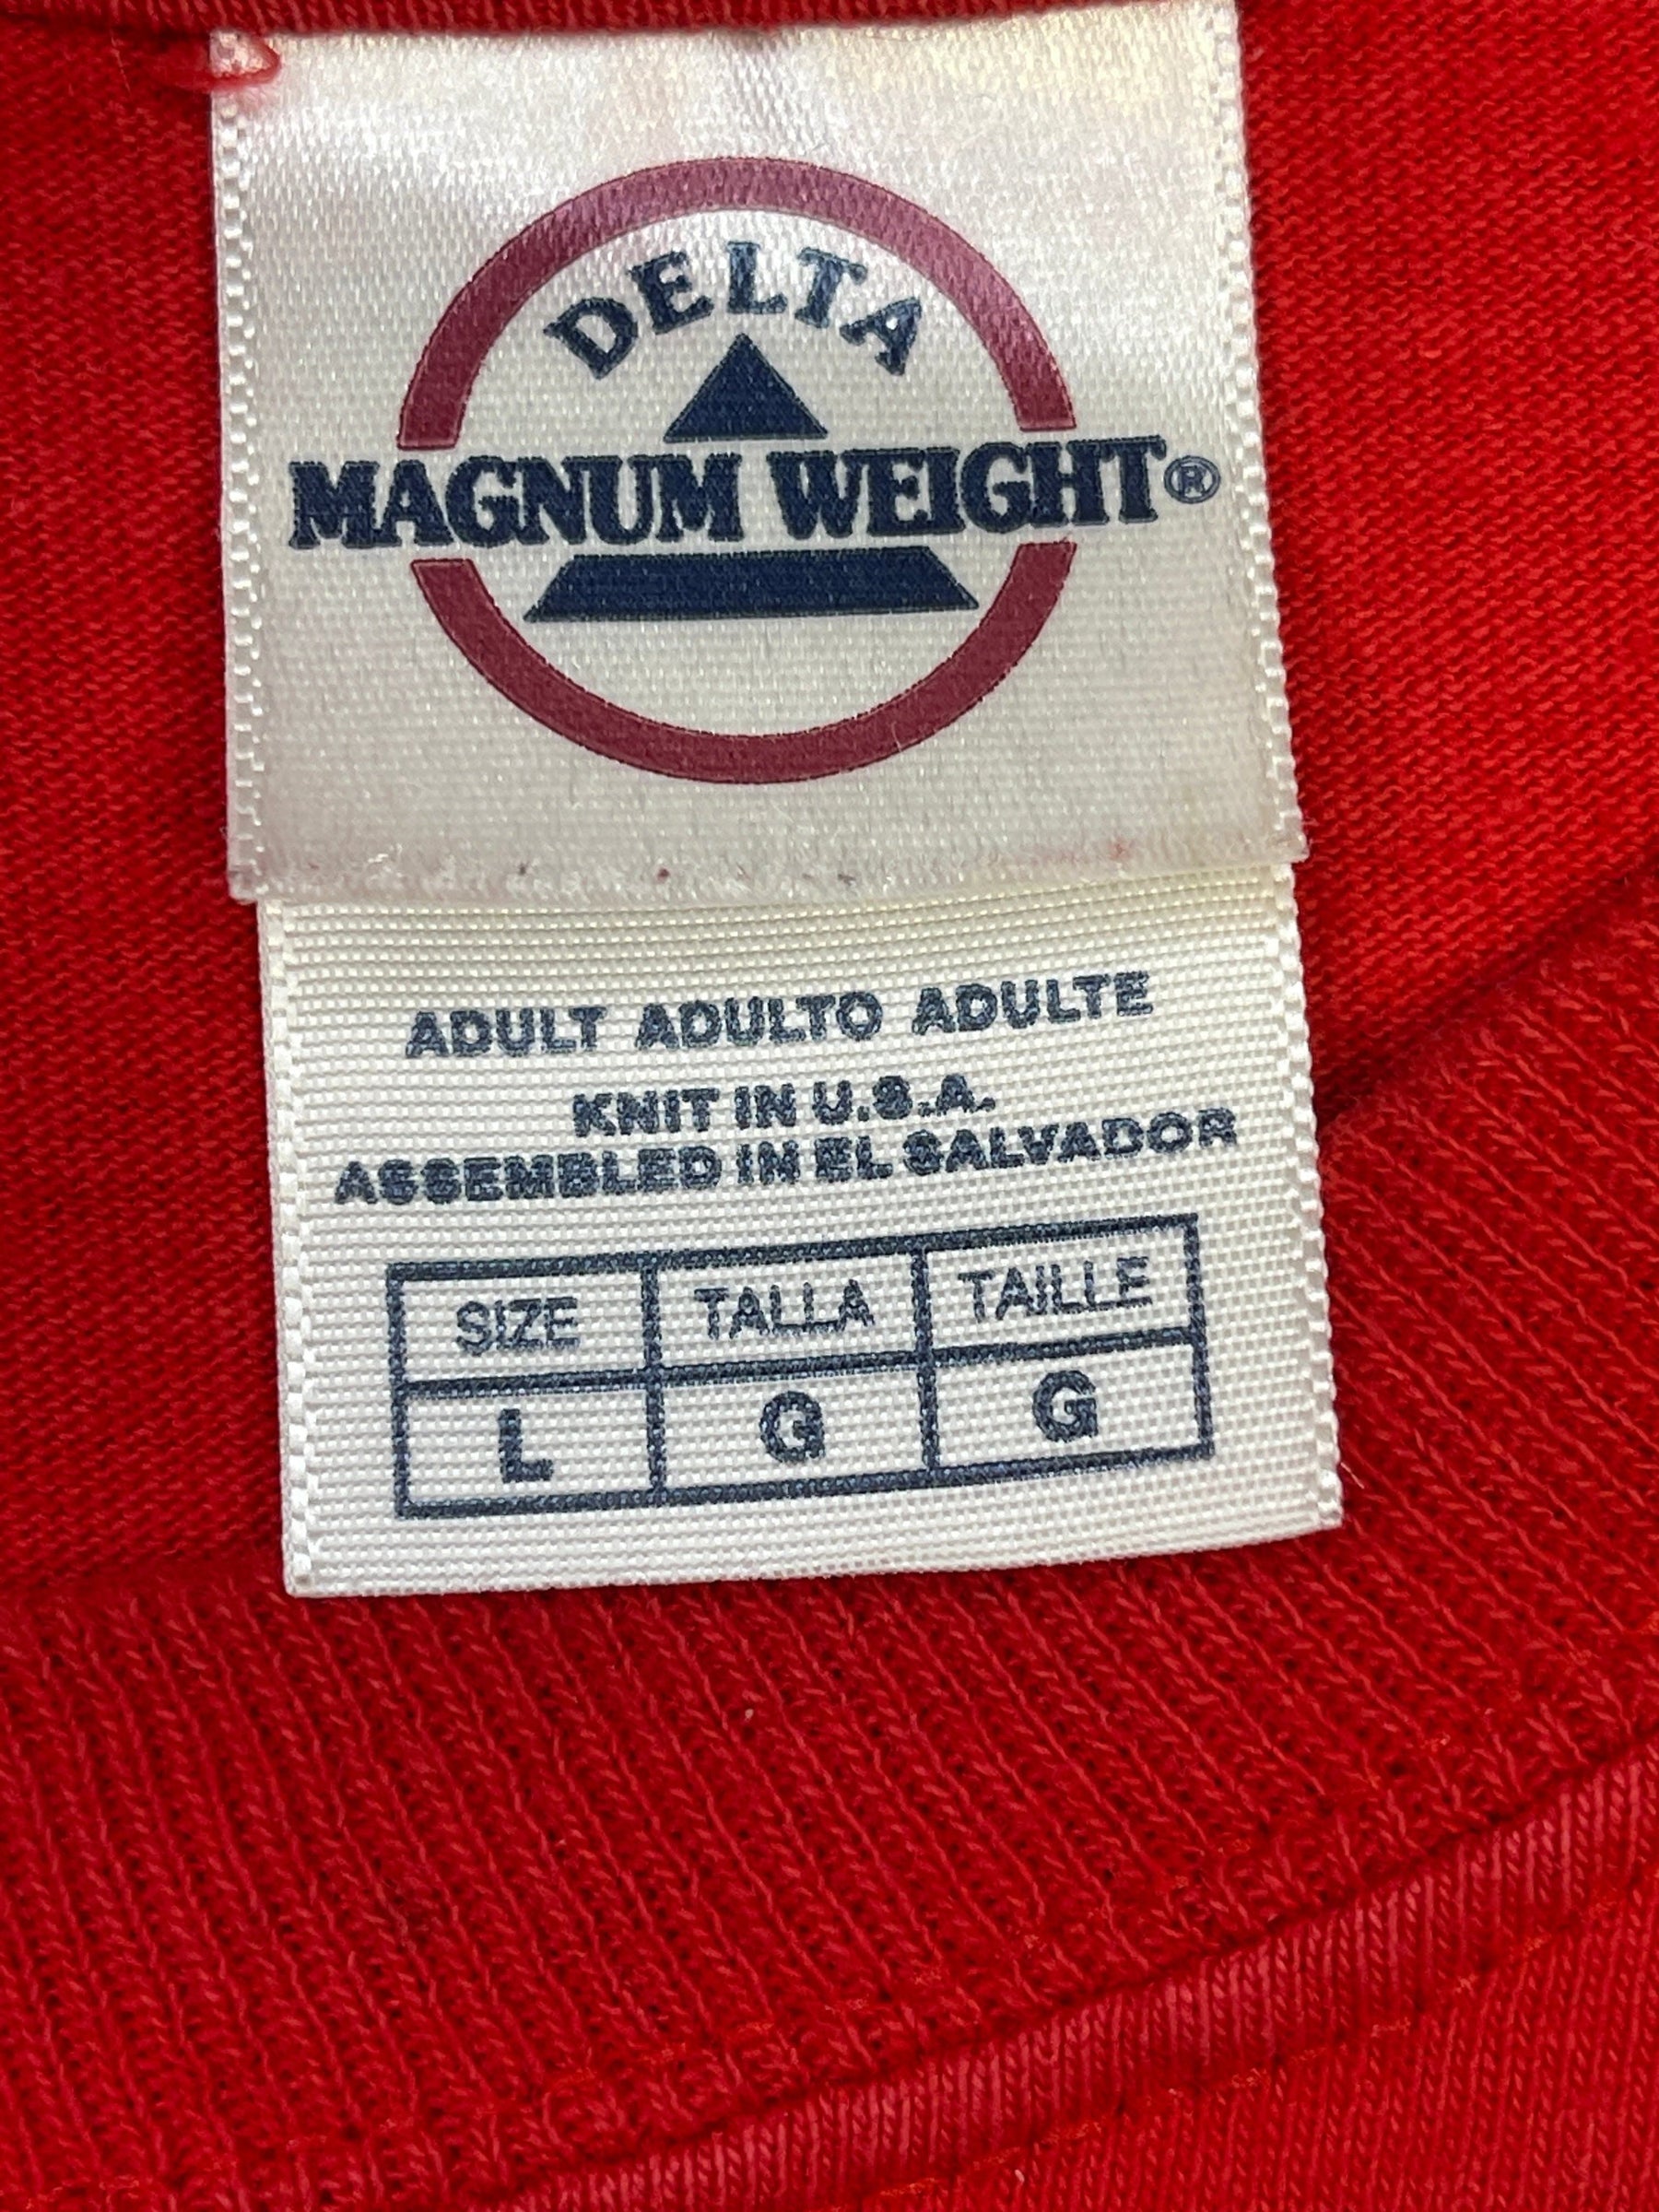 DELTA
MAGNUM WEIGHT®
ADULT ADULTO ADULTE
KNIT IN U.S.A.
ASSEMBLED IN EL SALVADOR
SIZE TALLA TAILLE
L G G